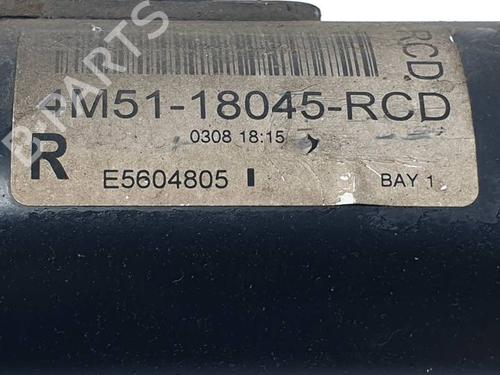 RCD
4M51-18045-RCD
0308 18:15
R
E5604805 I
BAY 1
B-PARTS